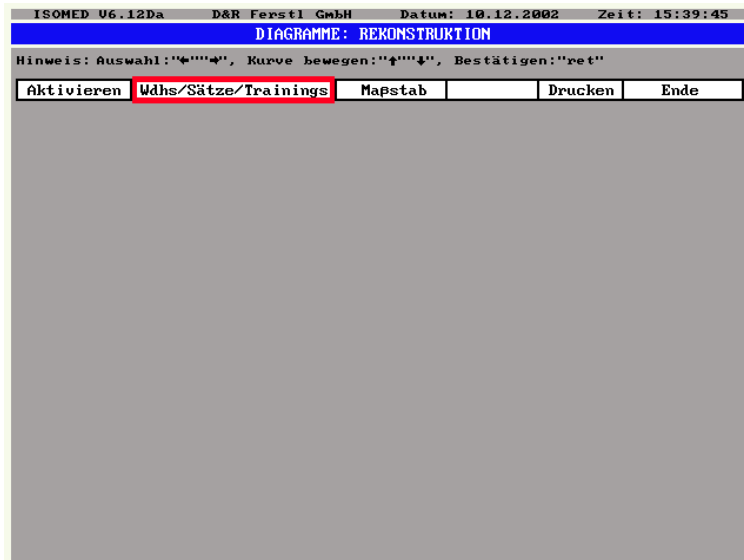 ISOMED V6.12Da D&R Ferstl GmbH Datum: 10.12.2002 Zeit: 15:39:45
DIAGRAMME: REKONSTRUKTION
Hinweis: Auswahl:"←""→", Kurve bewegen:"↑""↓", Bestätigen:"ret"
Aktivieren Wdhs/Sätze/Trainings Maßstab Drucken Ende